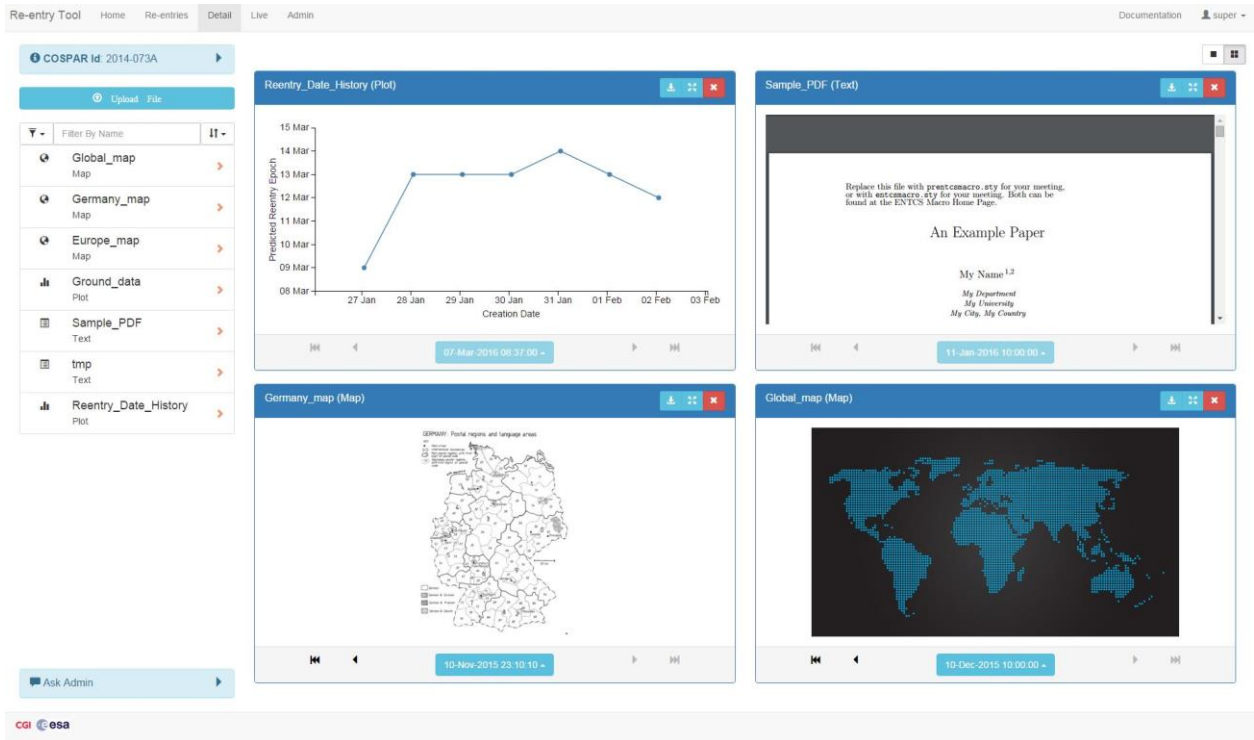 Re-entry Tool Home Re-entries Detail Live Admin Documentation super
COSPAR Id: 2014-073A
Upload File
Filter By Name
Global_map
Map
Germany_map
Map
Europe_map
Map
Ground_data
Plot
Sample_PDF
Text
tmp
Text
Reentry_Date_History
Plot
Ask Admin
Reentry_Date_History (Plot)
Predicted Reentry Epoch
15 Mar
14 Mar
13 Mar
12 Mar
11 Mar
10 Mar
09 Mar
08 Mar
27 Jan 28 Jan 29 Jan 30 Jan 31 Jan 01 Feb 02 Feb 03 Feb
Creation Date
07-Mar-2016 08:37:00
Sample_PDF (Text)
Replace this file with prentcsmacro.sty for your meeting,
or with entcsmacro.sty for your meeting. Both can be
found at the ENTCS Macro Home Page.
An Example Paper
My Name 1,2
My Department
My University
My City, My Country
11-Jan-2016 10:00:00
Germany_map (Map)
GERMANY: Postal regions and language areas
10-Nov-2015 23:10:10
Global_map (Map)
10-Dec-2015 10:00:00
CGI esa